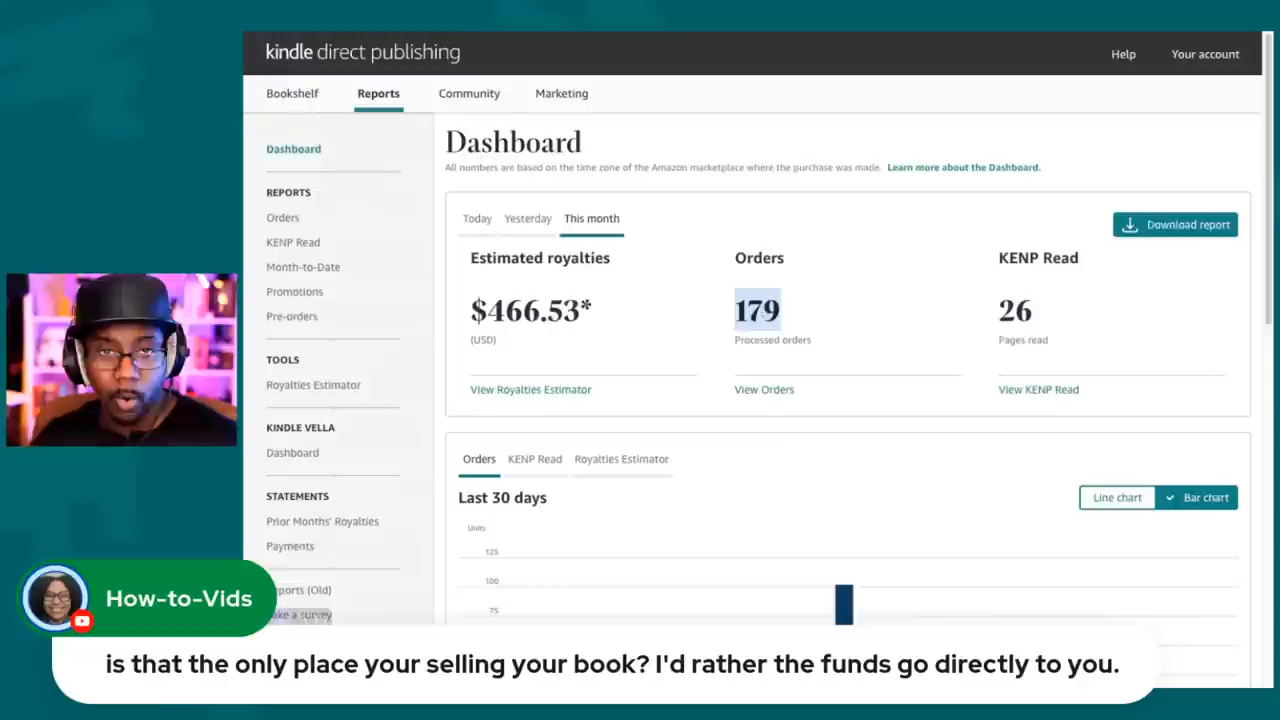 kindle direct publishing
Help
Your account
Bookshelf
Reports
Community
Marketing
Dashboard
REPORTS
Orders
KENP Read
Month-to-Date
Promotions
Pre-orders
TOOLS
Royalties Estimator
KINDLE VELLA
Dashboard
STATEMENTS
Prior Months' Royalties
Payments
ports (Old)
ake a survey
Dashboard
All numbers are based on the time zone of the Amazon marketplace where the purchase was made. Learn more about the Dashboard.
Today Yesterday This month
Download report
Estimated royalties
$466.53*
(USD)
View Royalties Estimator
Orders
179
Processed orders
View Orders
KENP Read
26
Pages read
View KENP Read
Orders KENP Read Royalties Estimator
Last 30 days
Line chart
Bar chart
Units
125
100
75
How-to-Vids
is that the only place your selling your book? I'd rather the funds go directly to you.